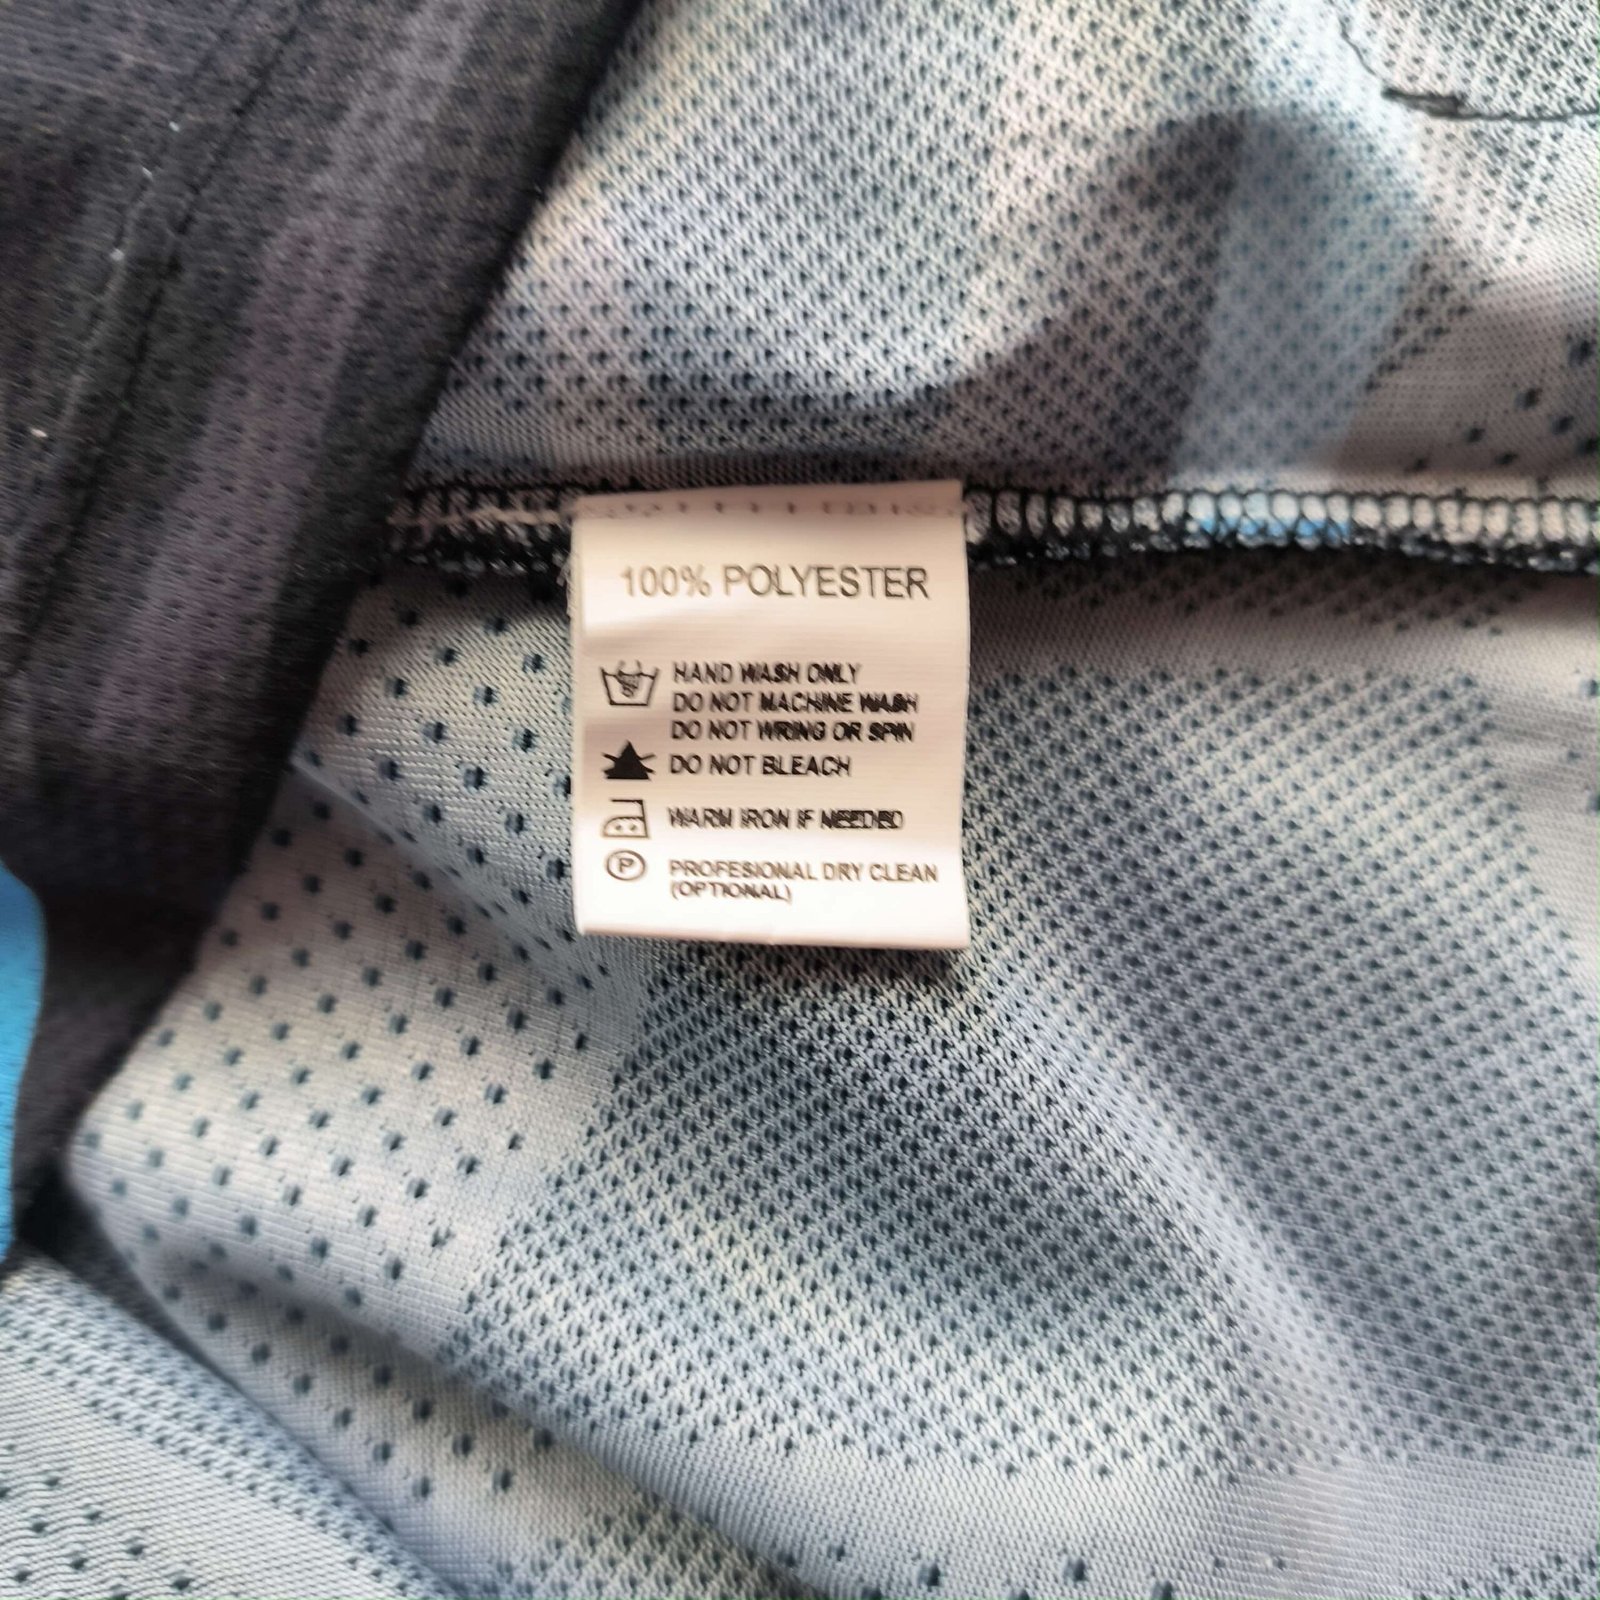 100% POLYESTER
HAND WASH ONLY
DO NOT MACHINE WASH
DO NOT WRING OR SPIN
DO NOT BLEACH
WARM IRON IF NEEDED
P
PROFESIONAL DRY CLEAN
(OPTIONAL)